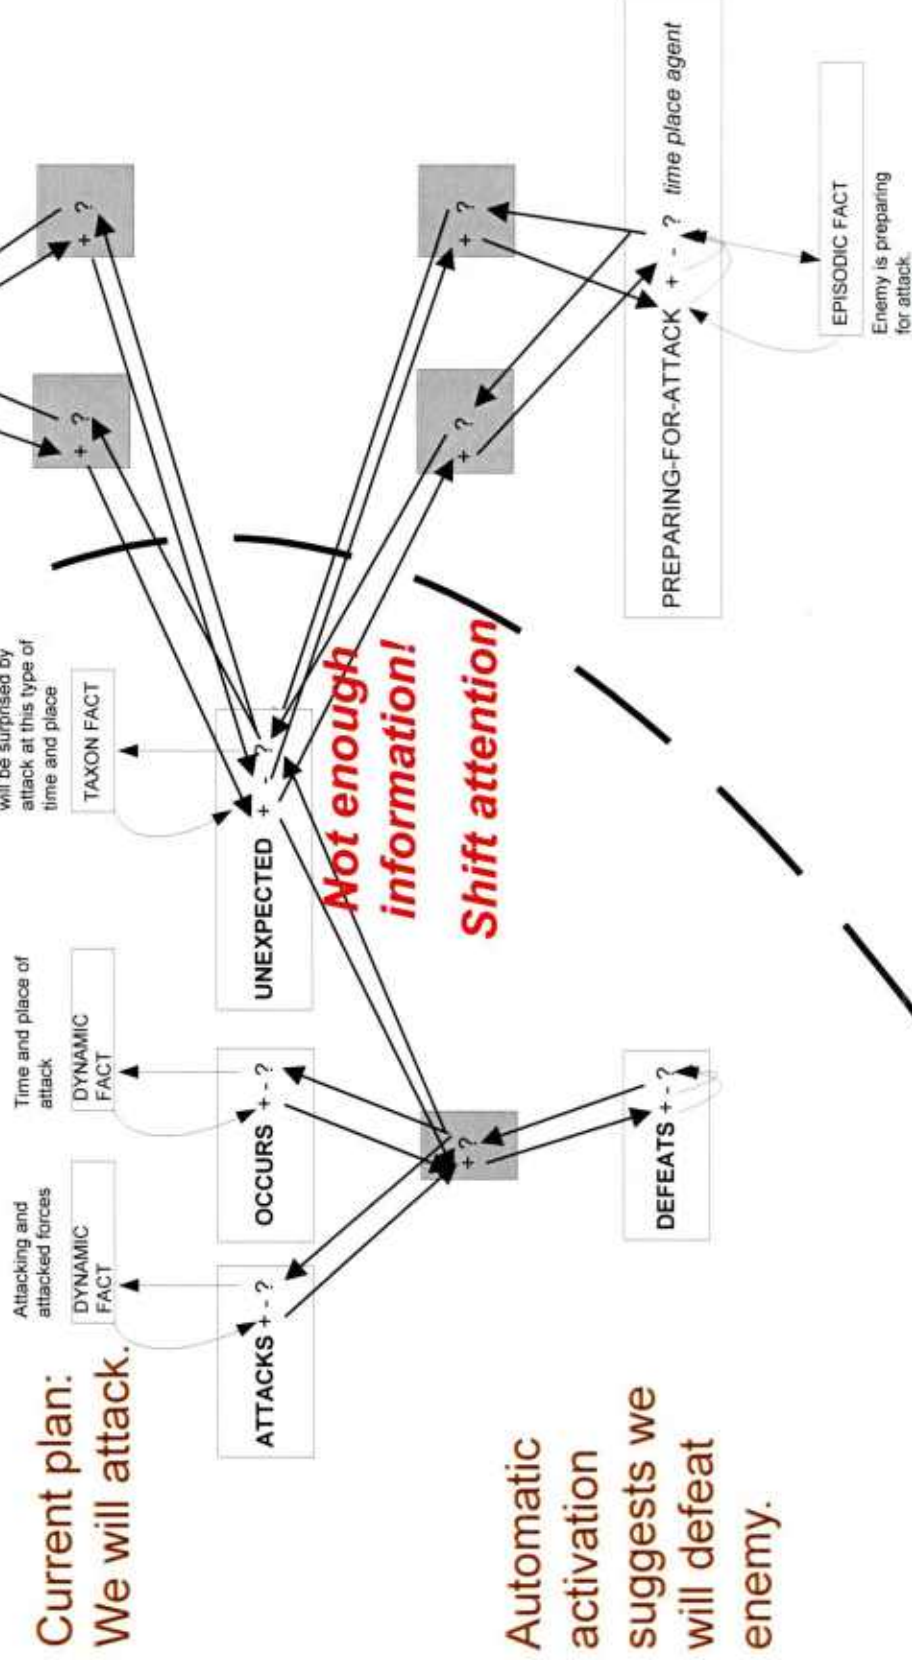 Current plan:
We will attack.
Attacking and
attacked forces
DYNAMIC
FACT
Time and place of
attack
DYNAMIC
FACT
will be surprised by
attack at this type of
time and place
TAXON FACT
ATTACKS + - ?
OCCURS + - ?
UNEXPECTED + - ?
+ ?
+ ?
Not enough
information!
Shift attention
Automatic
activation
suggests we
will defeat
enemy.
+ ?
+ ?
+ ?
DEFEATS + - ?
PREPARING-FOR-ATTACK + - ? time place agent
EPISODIC FACT
Enemy is preparing
for attack.